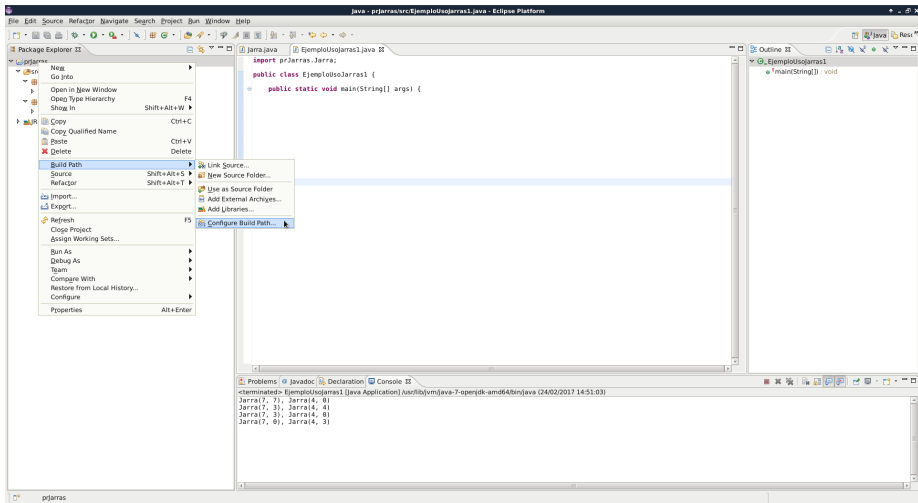 Java - prJarras/src/EjemploUsoJarras1.java - Eclipse Platform
File Edit Source Refactor Navigate Search Project Run Window Help
Java Rest
Package Explorer
prJarras
src
JR
New
Go Into
Open in New Window
Open Type Hierarchy F4
Show In Shift+Alt+W
Copy Ctrl+C
Copy Qualified Name
Paste Ctrl+V
Delete Delete
Build Path
Source Shift+Alt+S
Refactor Shift+Alt+T
Import...
Export...
Refresh F5
Close Project
Assign Working Sets...
Run As
Debug As
Team
Compare With
Restore from Local History...
Configure
Properties Alt+Enter
Link Source...
New Source Folder...
Use as Source Folder
Add External Archives...
Add Libraries...
Configure Build Path...
Jarra.java EjemploUsoJarras1.java
import prJarras.Jarra;
public class EjemploUsoJarras1 {
public static void main(String[] args) {
Outline
EjemploUsoJarras1
main(String[]) : void
Problems Javadoc Declaration Console
<terminated> EjemploUsoJarras1 [Java Application] /usr/lib/jvm/java-7-openjdk-amd64/bin/java (24/02/2017 14:51:03)
Jarra(7, 7), Jarra(4, 0)
Jarra(7, 3), Jarra(4, 4)
Jarra(7, 3), Jarra(4, 0)
Jarra(7, 0), Jarra(4, 3)
prJarras